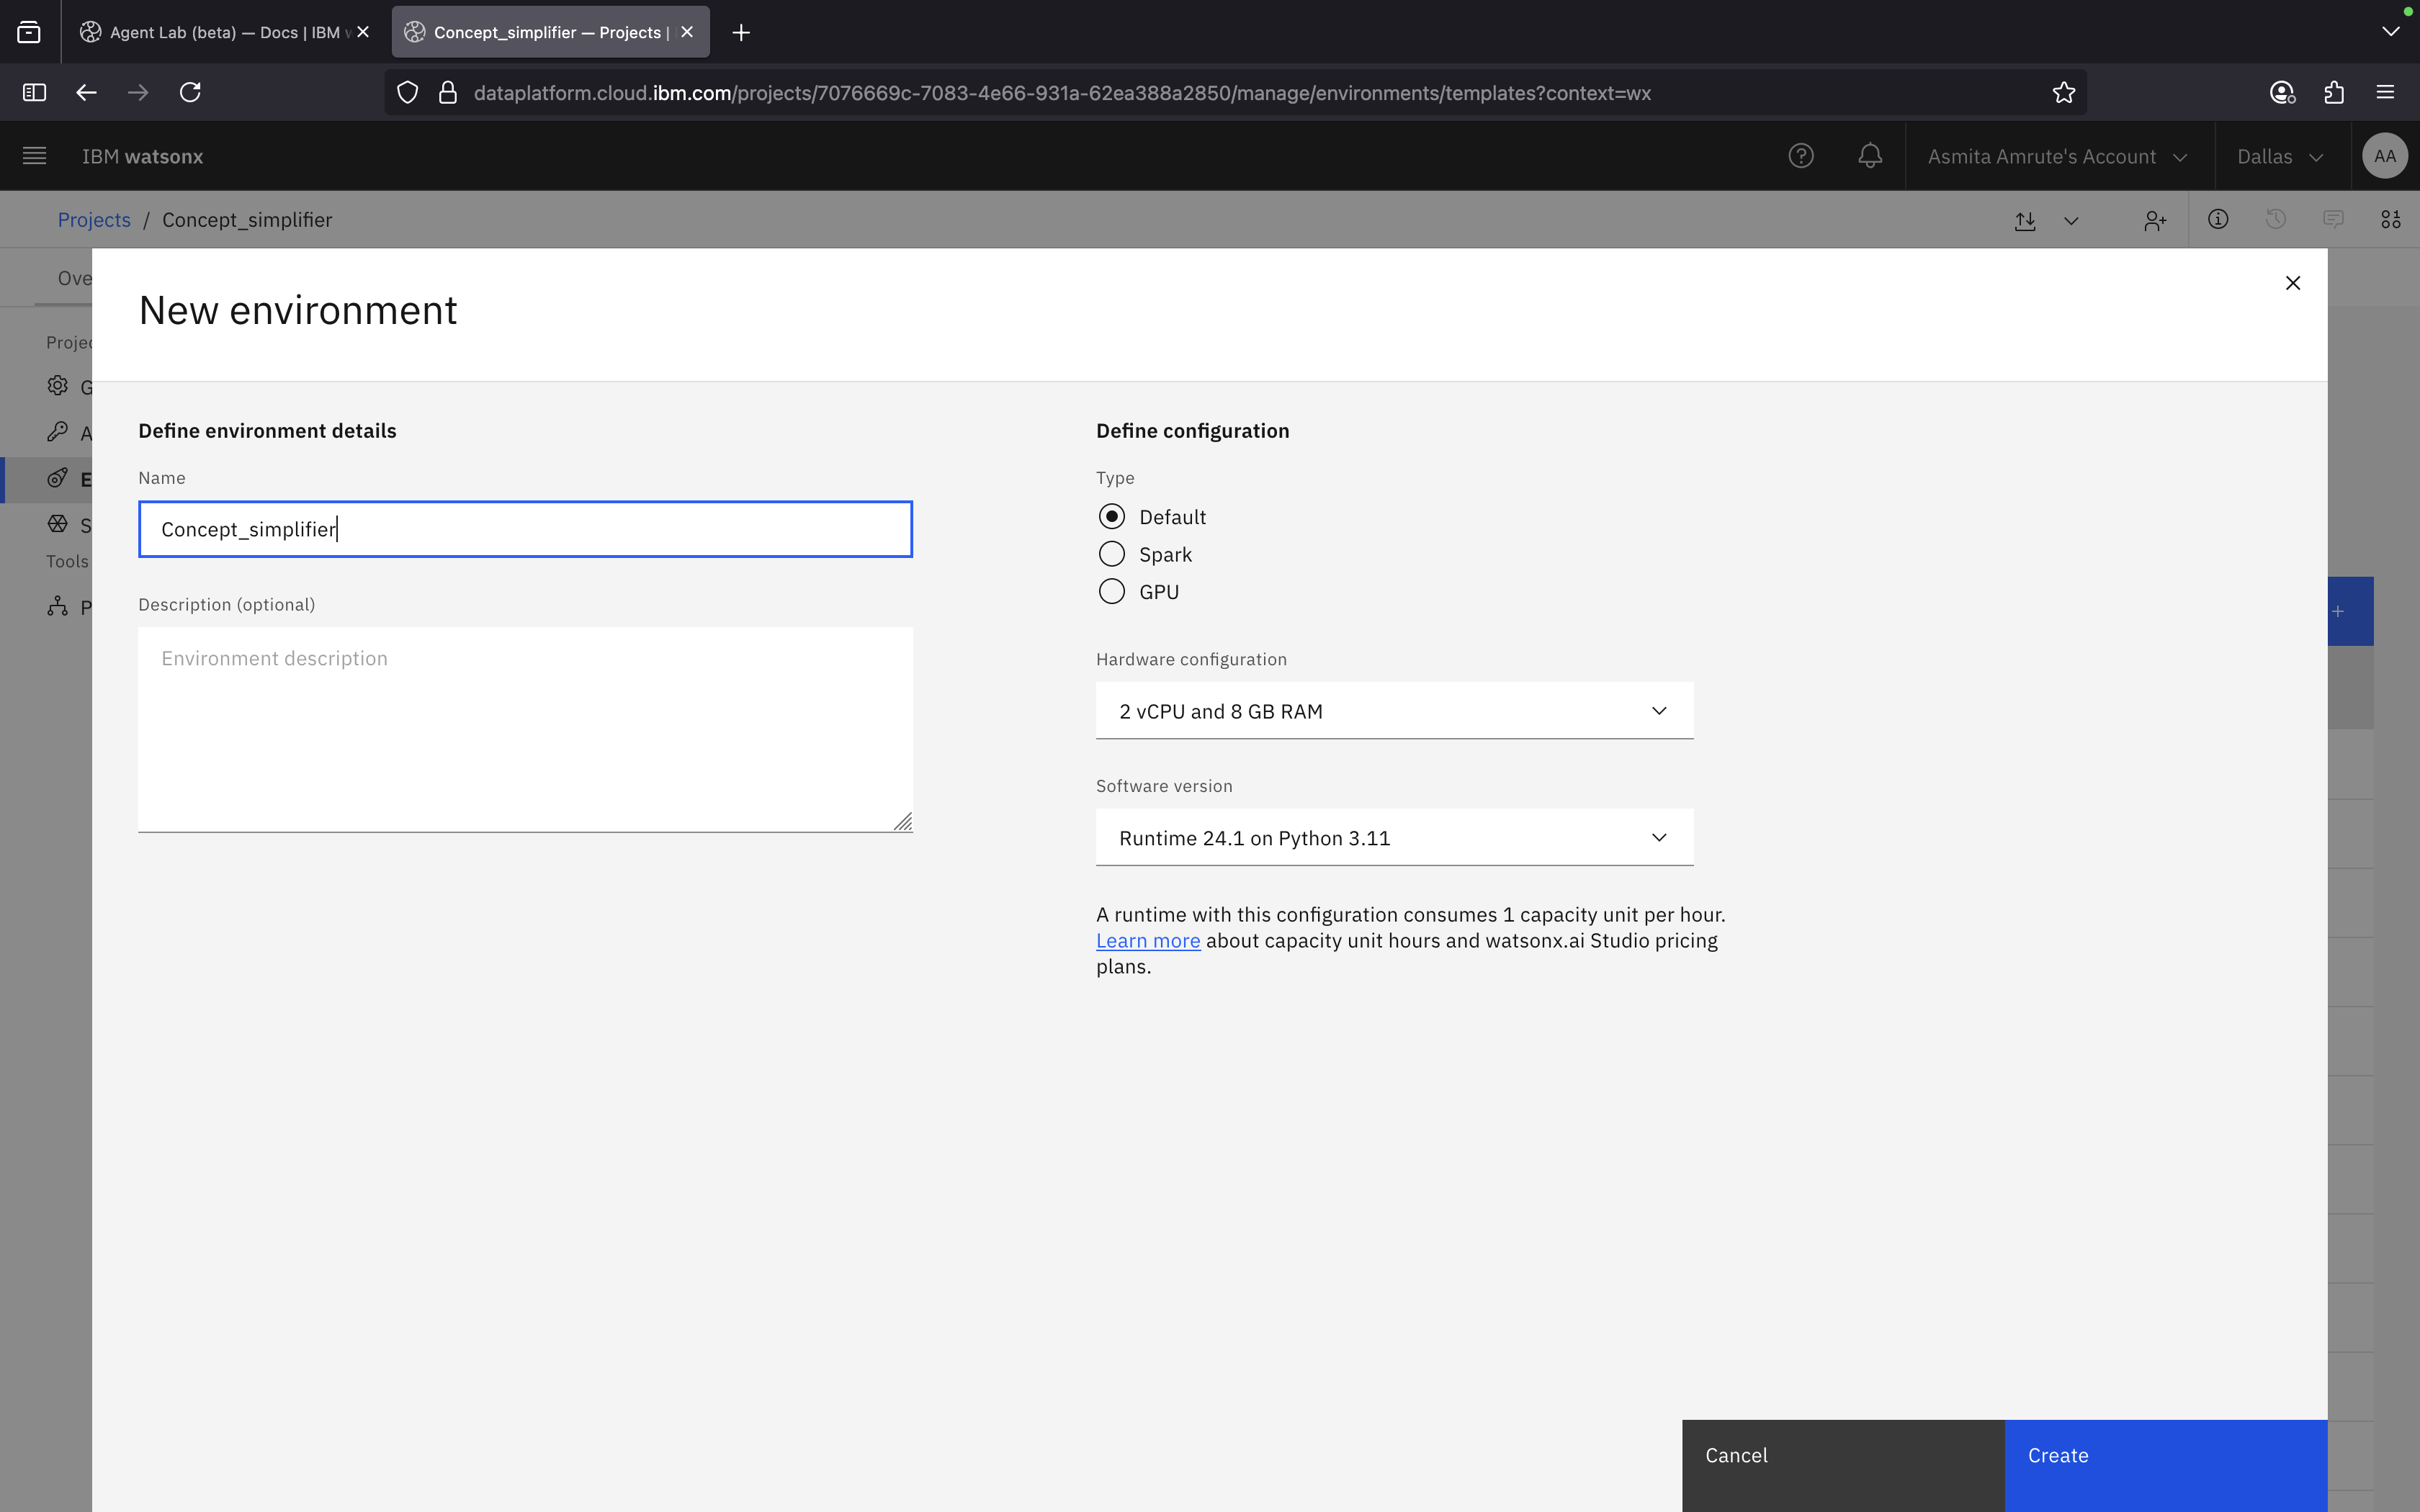 Agent Lab (beta) — Docs | IBM w
Concept_simplifier — Projects |
dataplatform.cloud.ibm.com/projects/7076669c-7083-4e66-931a-62ea388a2850/manage/environments/templates?context=wx
IBM watsonx
Asmita Amrute's Account
Dallas
AA
Projects / Concept_simplifier
Ove
New environment
Projec
G
A
E
S
Tools
P
Define environment details
Name
Concept_simplifier
Description (optional)
Environment description
Define configuration
Type
Default
Spark
GPU
Hardware configuration
2 vCPU and 8 GB RAM
Software version
Runtime 24.1 on Python 3.11
A runtime with this configuration consumes 1 capacity unit per hour.
Learn more about capacity unit hours and watsonx.ai Studio pricing
plans.
Cancel
Create